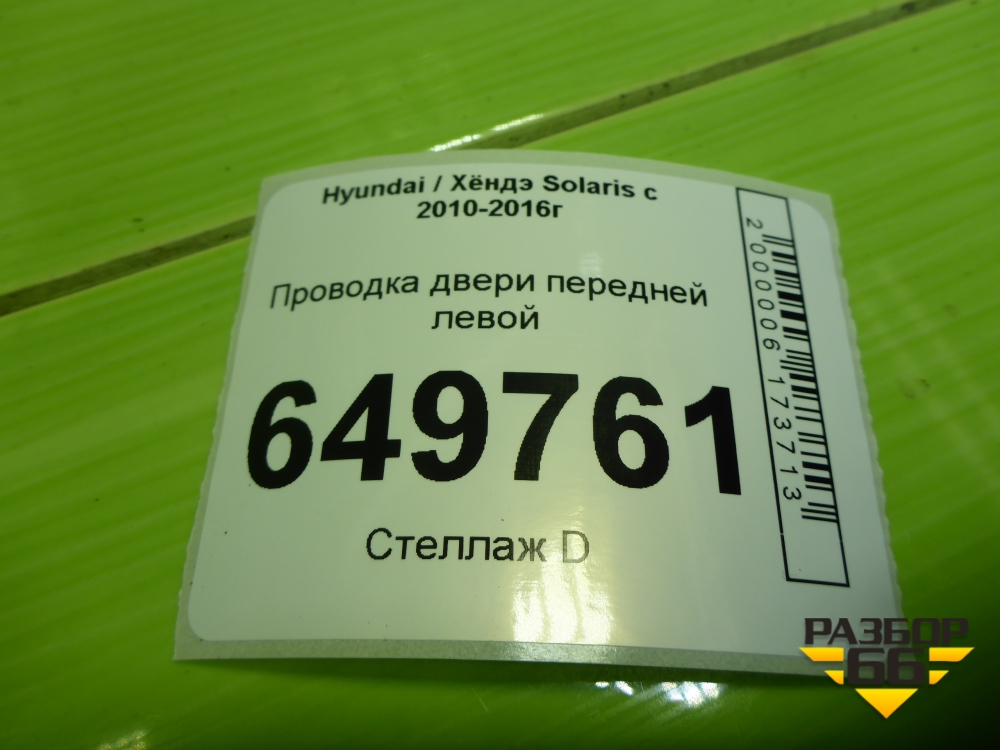 Hyundai / Хёндэ Solaris с
2010-2016г
Проводка двери передней
левой
649761
Стеллаж D
2000006173713
РАЗБОР
66